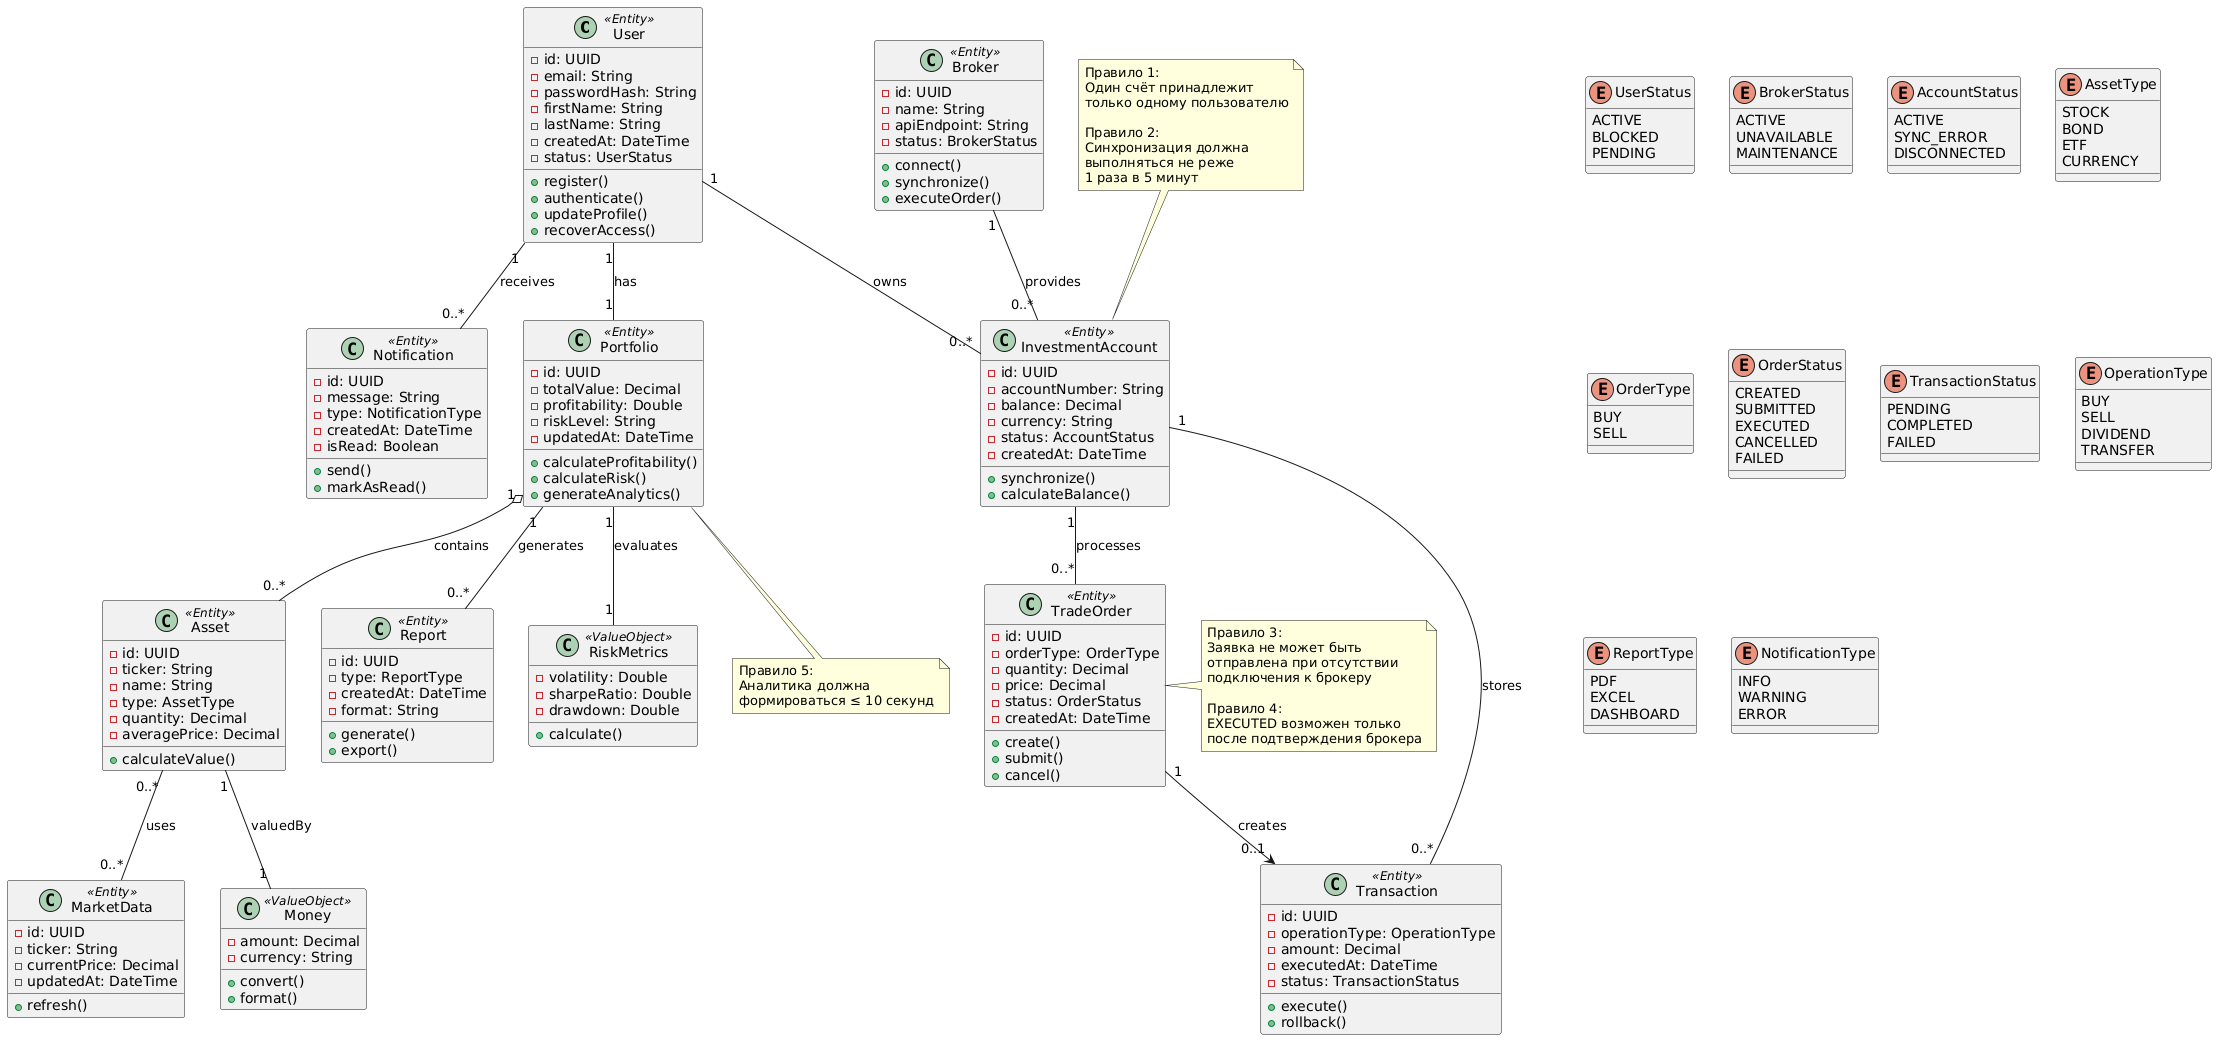 «Entity»
User
id: UUID
email: String
passwordHash: String
firstName: String
lastName: String
createdAt: DateTime
status: UserStatus
register()
authenticate()
updateProfile()
recoverAccess()
«Entity»
Broker
id: UUID
name: String
apiEndpoint: String
status: BrokerStatus
connect()
synchronize()
executeOrder()
Правило 1:
Один счёт принадлежит
только одному пользователю
Правило 2:
Синхронизация должна
выполняться не реже
1 раза в 5 минут
UserStatus
ACTIVE
BLOCKED
PENDING
BrokerStatus
ACTIVE
UNAVAILABLE
MAINTENANCE
AccountStatus
ACTIVE
SYNC_ERROR
DISCONNECTED
AssetType
STOCK
BOND
ETF
CURRENCY
1
receives
0..*
1
has
1
1
owns
0..*
1
provides
0..*
«Entity»
Notification
id: UUID
message: String
type: NotificationType
createdAt: DateTime
isRead: Boolean
send()
markAsRead()
«Entity»
Portfolio
id: UUID
totalValue: Decimal
profitability: Double
riskLevel: String
updatedAt: DateTime
calculateProfitability()
calculateRisk()
generateAnalytics()
«Entity»
InvestmentAccount
id: UUID
accountNumber: String
balance: Decimal
currency: String
status: AccountStatus
createdAt: DateTime
synchronize()
calculateBalance()
OrderType
BUY
SELL
OrderStatus
CREATED
SUBMITTED
EXECUTED
CANCELLED
FAILED
TransactionStatus
PENDING
COMPLETED
FAILED
OperationType
BUY
SELL
DIVIDEND
TRANSFER
1
contains
0..*
1
generates
0..*
1
evaluates
1
1
processes
0..*
1
stores
0..*
«Entity»
Asset
id: UUID
ticker: String
name: String
type: AssetType
quantity: Decimal
averagePrice: Decimal
calculateValue()
«Entity»
Report
id: UUID
type: ReportType
createdAt: DateTime
format: String
generate()
export()
«ValueObject»
RiskMetrics
volatility: Double
sharpeRatio: Double
drawdown: Double
calculate()
Правило 5:
Аналитика должна
формироваться ≤ 10 секунд
«Entity»
TradeOrder
id: UUID
orderType: OrderType
quantity: Decimal
price: Decimal
status: OrderStatus
createdAt: DateTime
create()
submit()
cancel()
Правило 3:
Заявка не может быть
отправлена при отсутствии
подключения к брокеру
Правило 4:
EXECUTED возможен только
после подтверждения брокера
ReportType
PDF
EXCEL
DASHBOARD
NotificationType
INFO
WARNING
ERROR
0..*
uses
0..*
1
valuedBy
1
1
creates
0..1
«Entity»
MarketData
id: UUID
ticker: String
currentPrice: Decimal
updatedAt: DateTime
refresh()
«ValueObject»
Money
amount: Decimal
currency: String
convert()
format()
«Entity»
Transaction
id: UUID
operationType: OperationType
amount: Decimal
executedAt: DateTime
status: TransactionStatus
execute()
rollback()